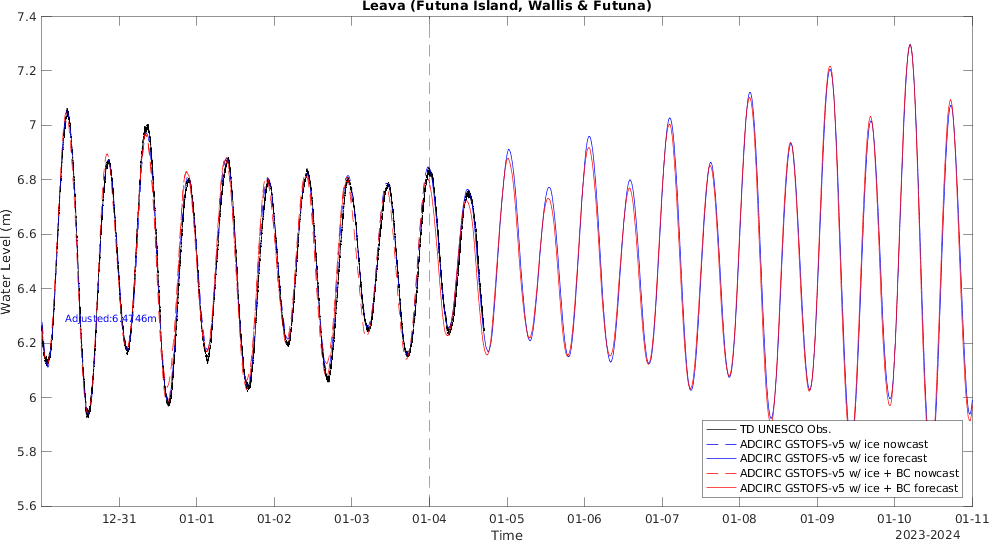 Leava (Futuna Island, Wallis & Futuna)
7.4
7.2
7
6.8
6.6
6.4
6.2
6
5.8
5.6
Water Level (m)
Adjusted:6.4746m
TD UNESCO Obs.
ADCIRC GSTOFS-v5 w/ ice nowcast
ADCIRC GSTOFS-v5 w/ ice forecast
ADCIRC GSTOFS-v5 w/ ice + BC nowcast
ADCIRC GSTOFS-v5 w/ ice + BC forecast
12-31 01-01 01-02 01-03 01-04 01-05 01-06 01-07 01-08 01-09 01-10 01-11
Time
2023-2024